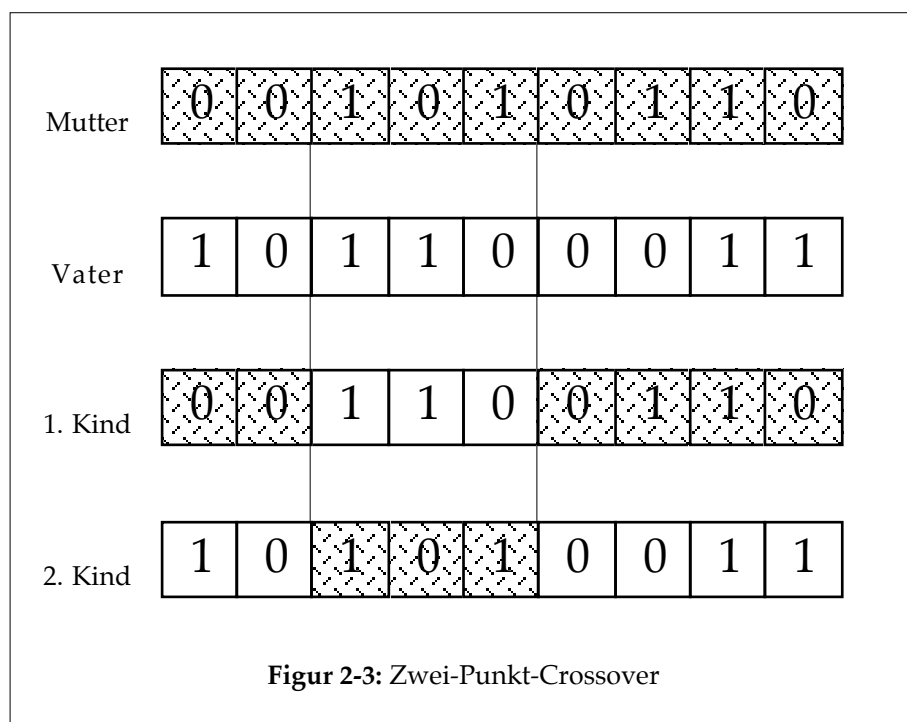 Mutter 0 0 1 0 1 0 1 1 0
Vater 1 0 1 1 0 0 0 1 1
1. Kind 0 0 1 1 0 0 1 1 0
2. Kind 1 0 1 0 1 0 0 1 1
Figur 2-3: Zwei-Punkt-Crossover